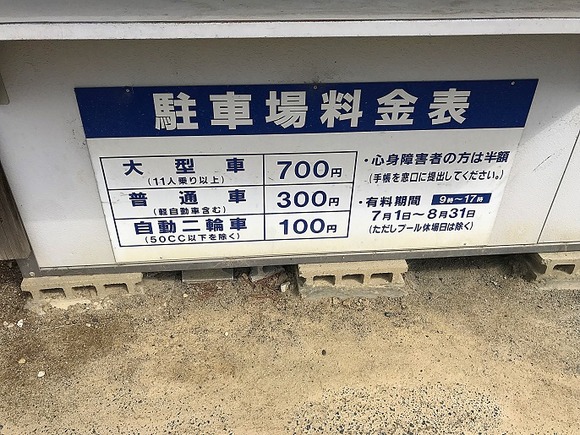 駐車場料金表
大型車 700円
(11人乗り以上)
普通車 300円
(軽自動車含む)
自動二輪車 100円
(50CC以下を除く)
・心身障害者の方は半額
(手帳を窓口に提出してください。)
・有料期間 9時〜17時
7月1日〜8月31日
(ただしプール休場日は除く)